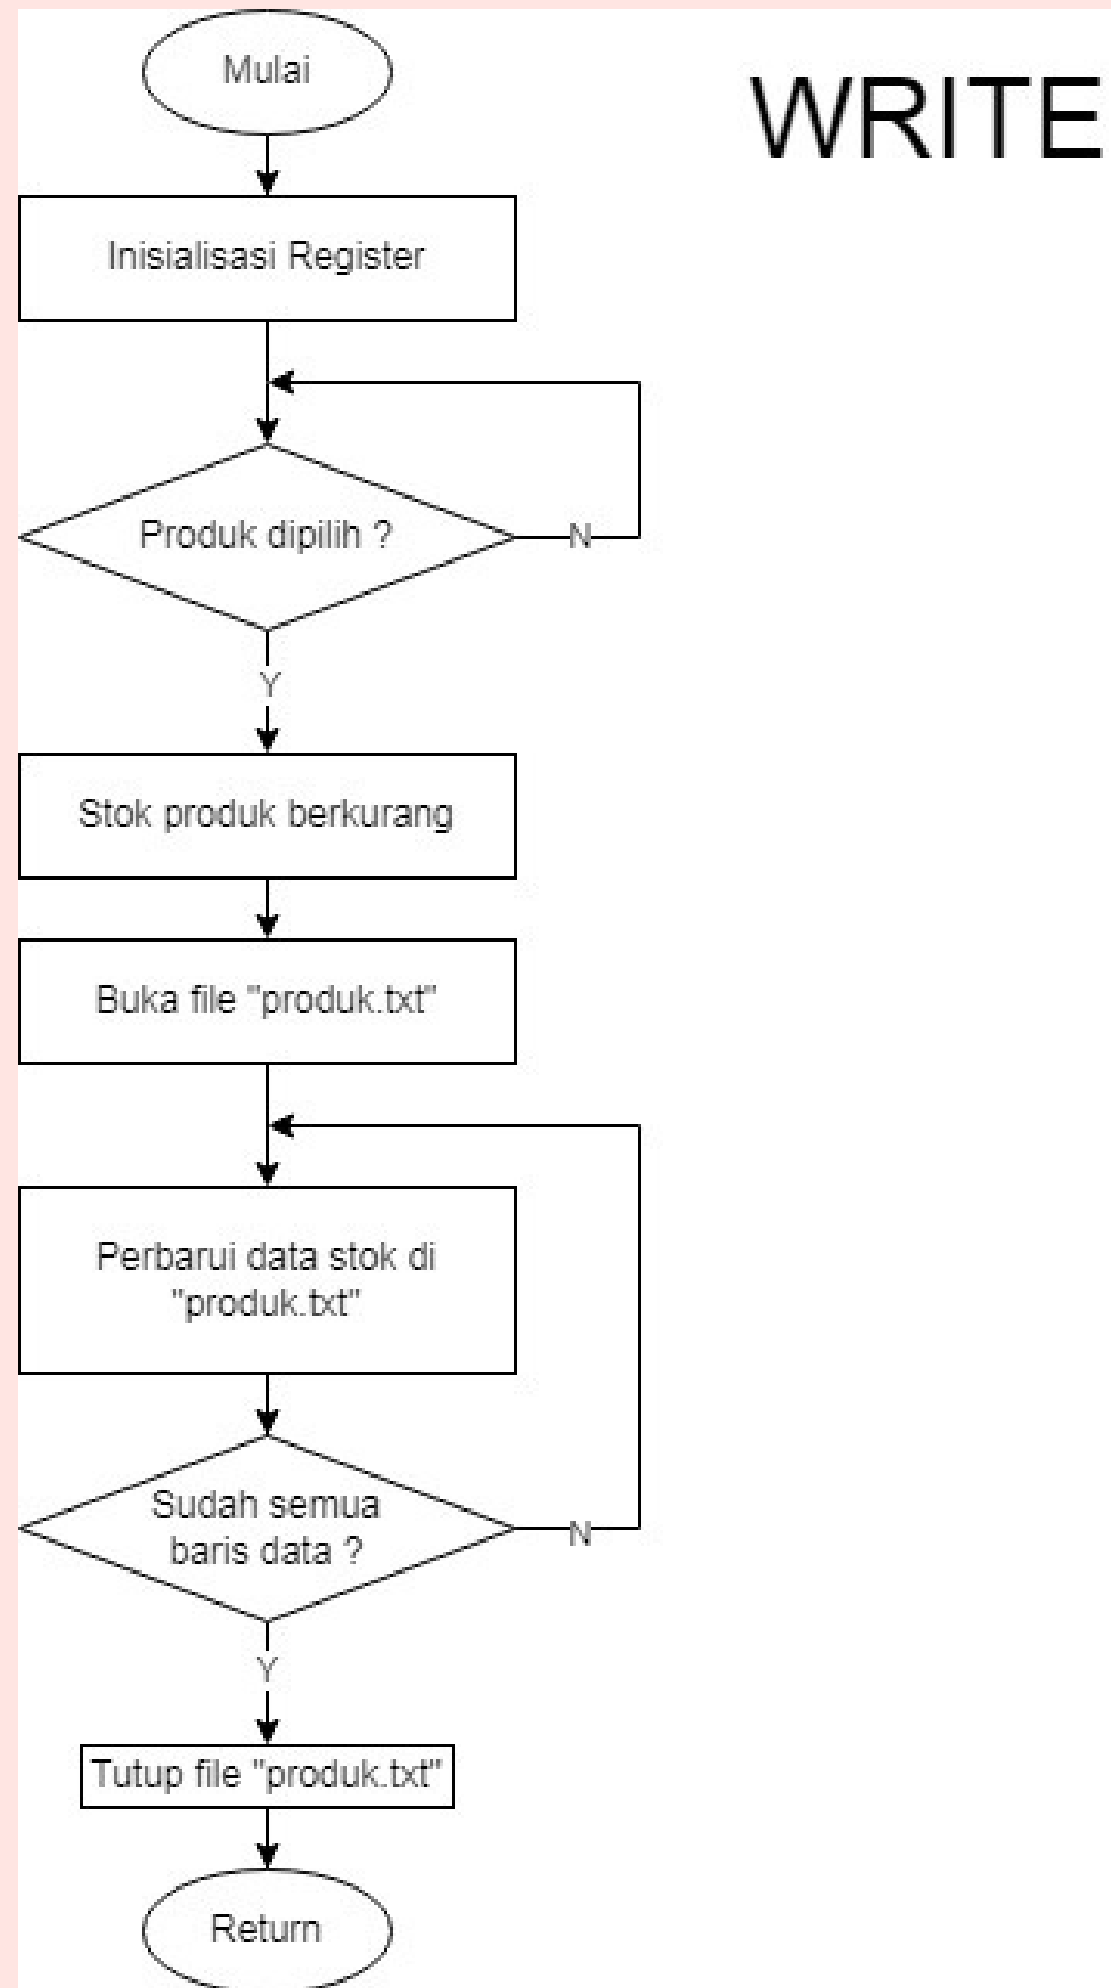 Mulai
WRITE
Inisialisasi Register
Produk dipilih ?
N
Y
Stok produk berkurang
Buka file "produk.txt"
Perbarui data stok di
"produk.txt"
Sudah semua
baris data ?
N
Y
Tutup file "produk.txt"
Return